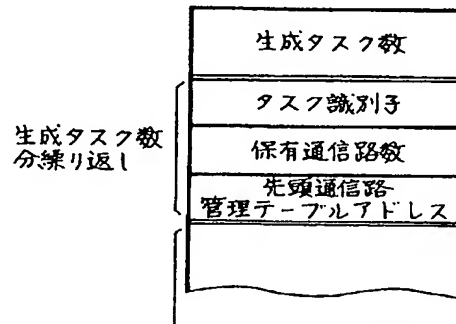 生成タスク数
タスク識別子
生成タスク数
分繰り返し
保有通信路数
先頭通信路
管理テーブルアドレス